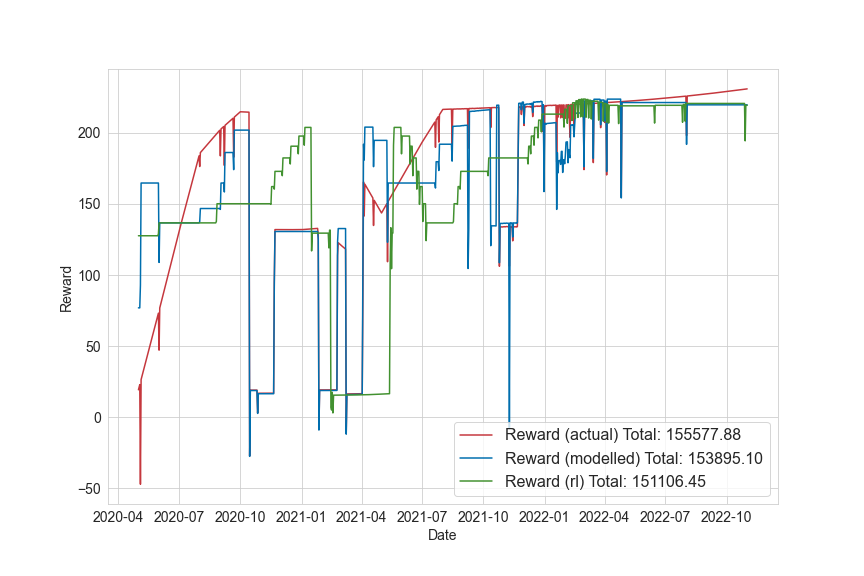 200
150
100
50
0
−50
Reward
Reward (actual) Total: 155577.88
Reward (modelled) Total: 153895.10
Reward (rl) Total: 151106.45
2020-04 2020-07 2020-10 2021-01 2021-04 2021-07 2021-10 2022-01 2022-04 2022-07 2022-10
Date